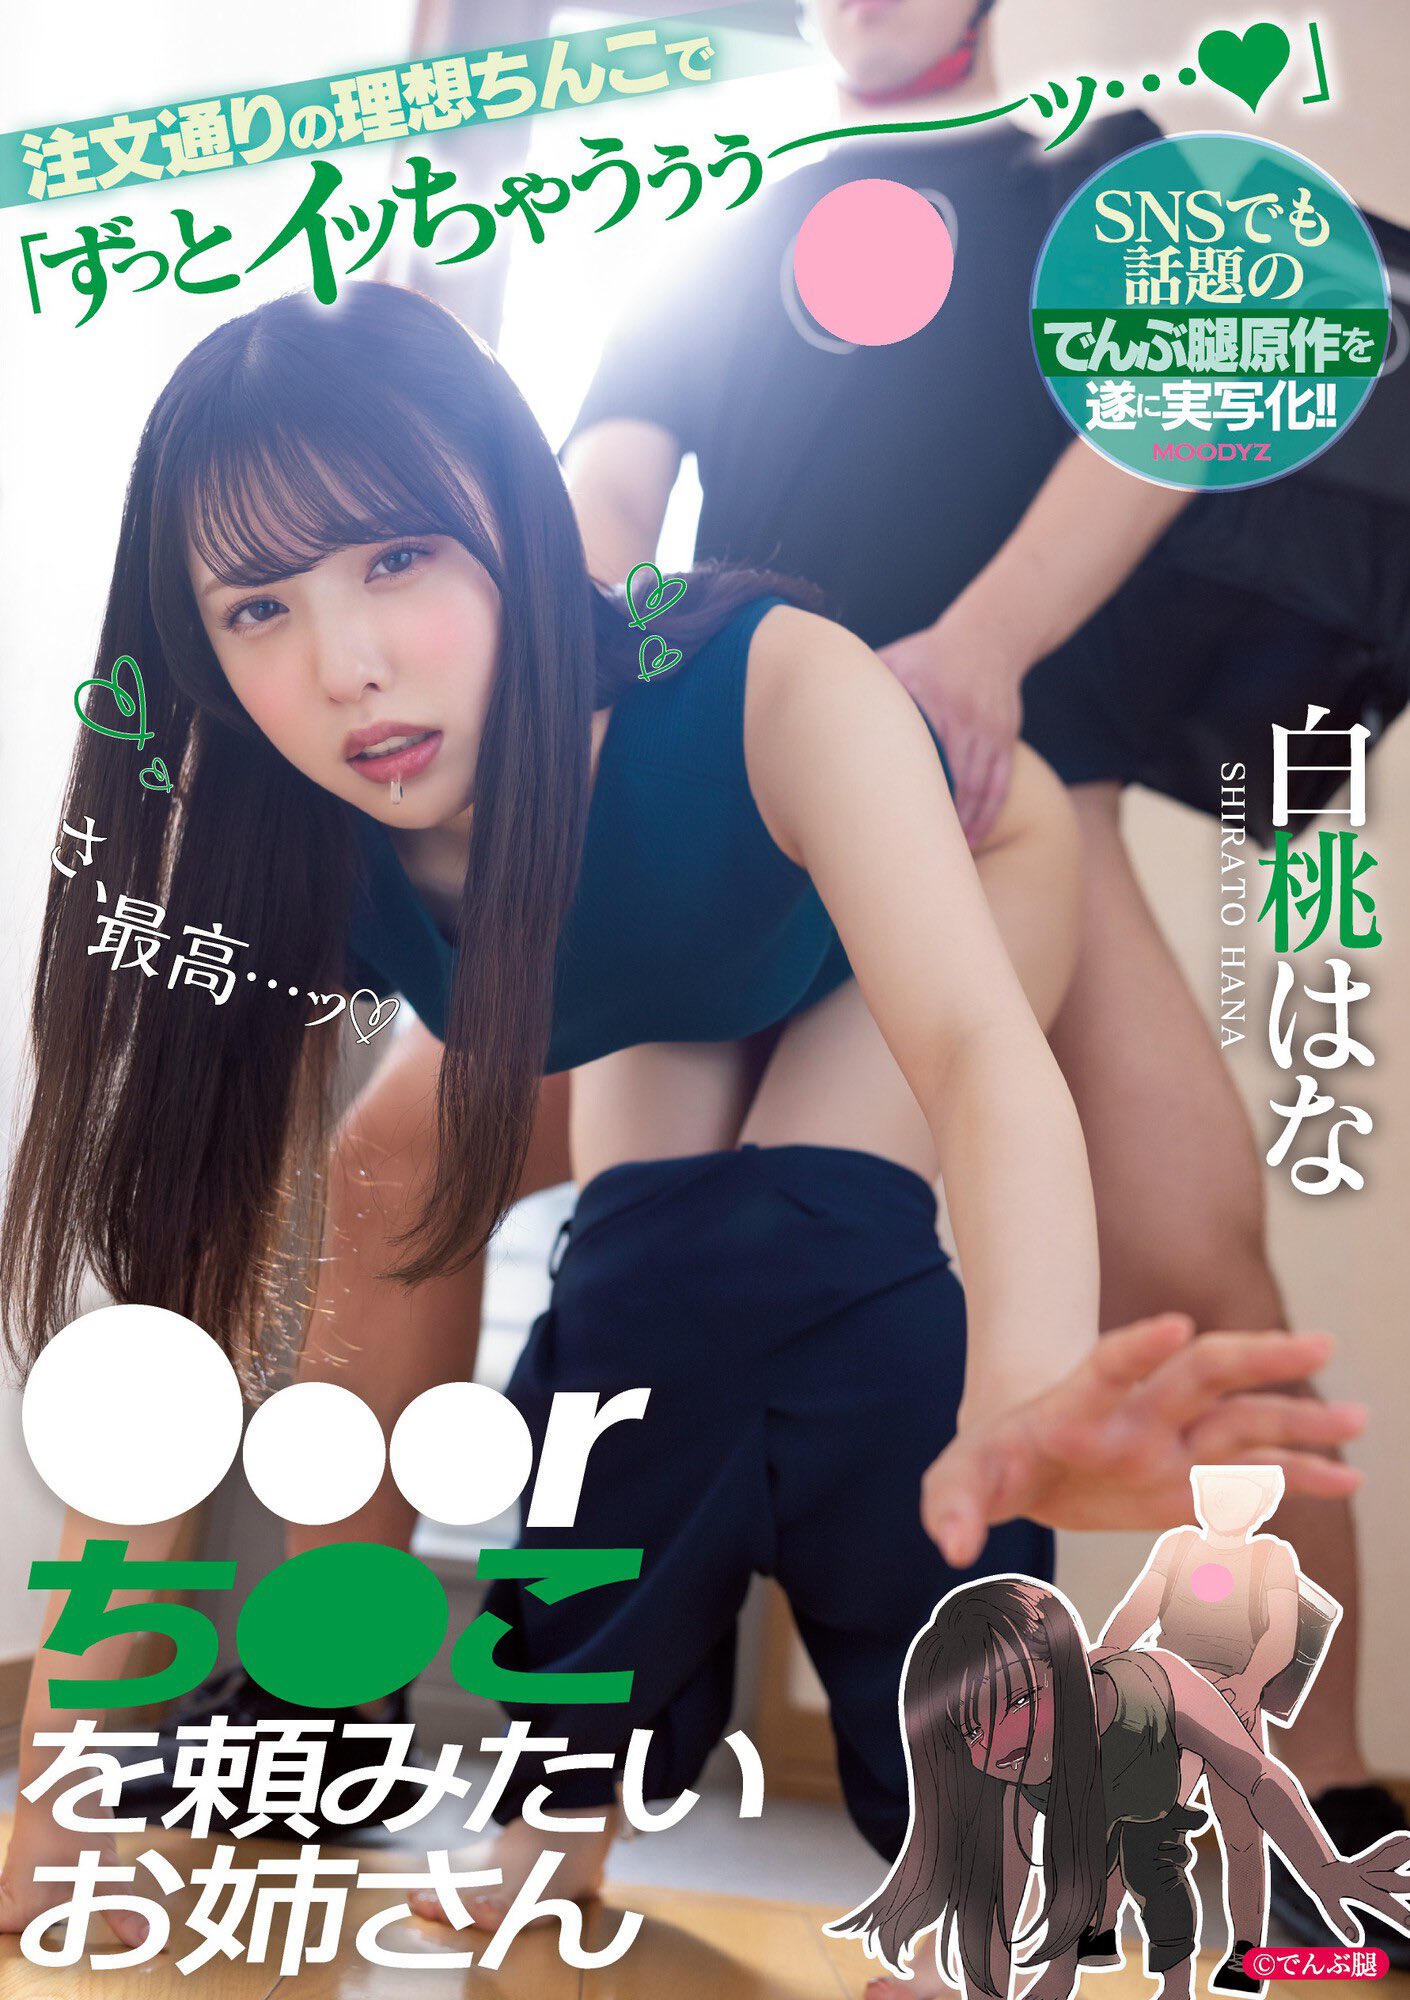 注文通りの理想ちんこで
「ずっとイッちゃうぅぅーッ…♥」
SNSでも
話題の
でんぶ腿原作を
遂に実写化!!
MOODYZ
白桃はな
SHIRATO HANA
さ、最高…ッ♡
●●●r
ち●こ
を頼みたい
お姉さん
©でんぶ腿